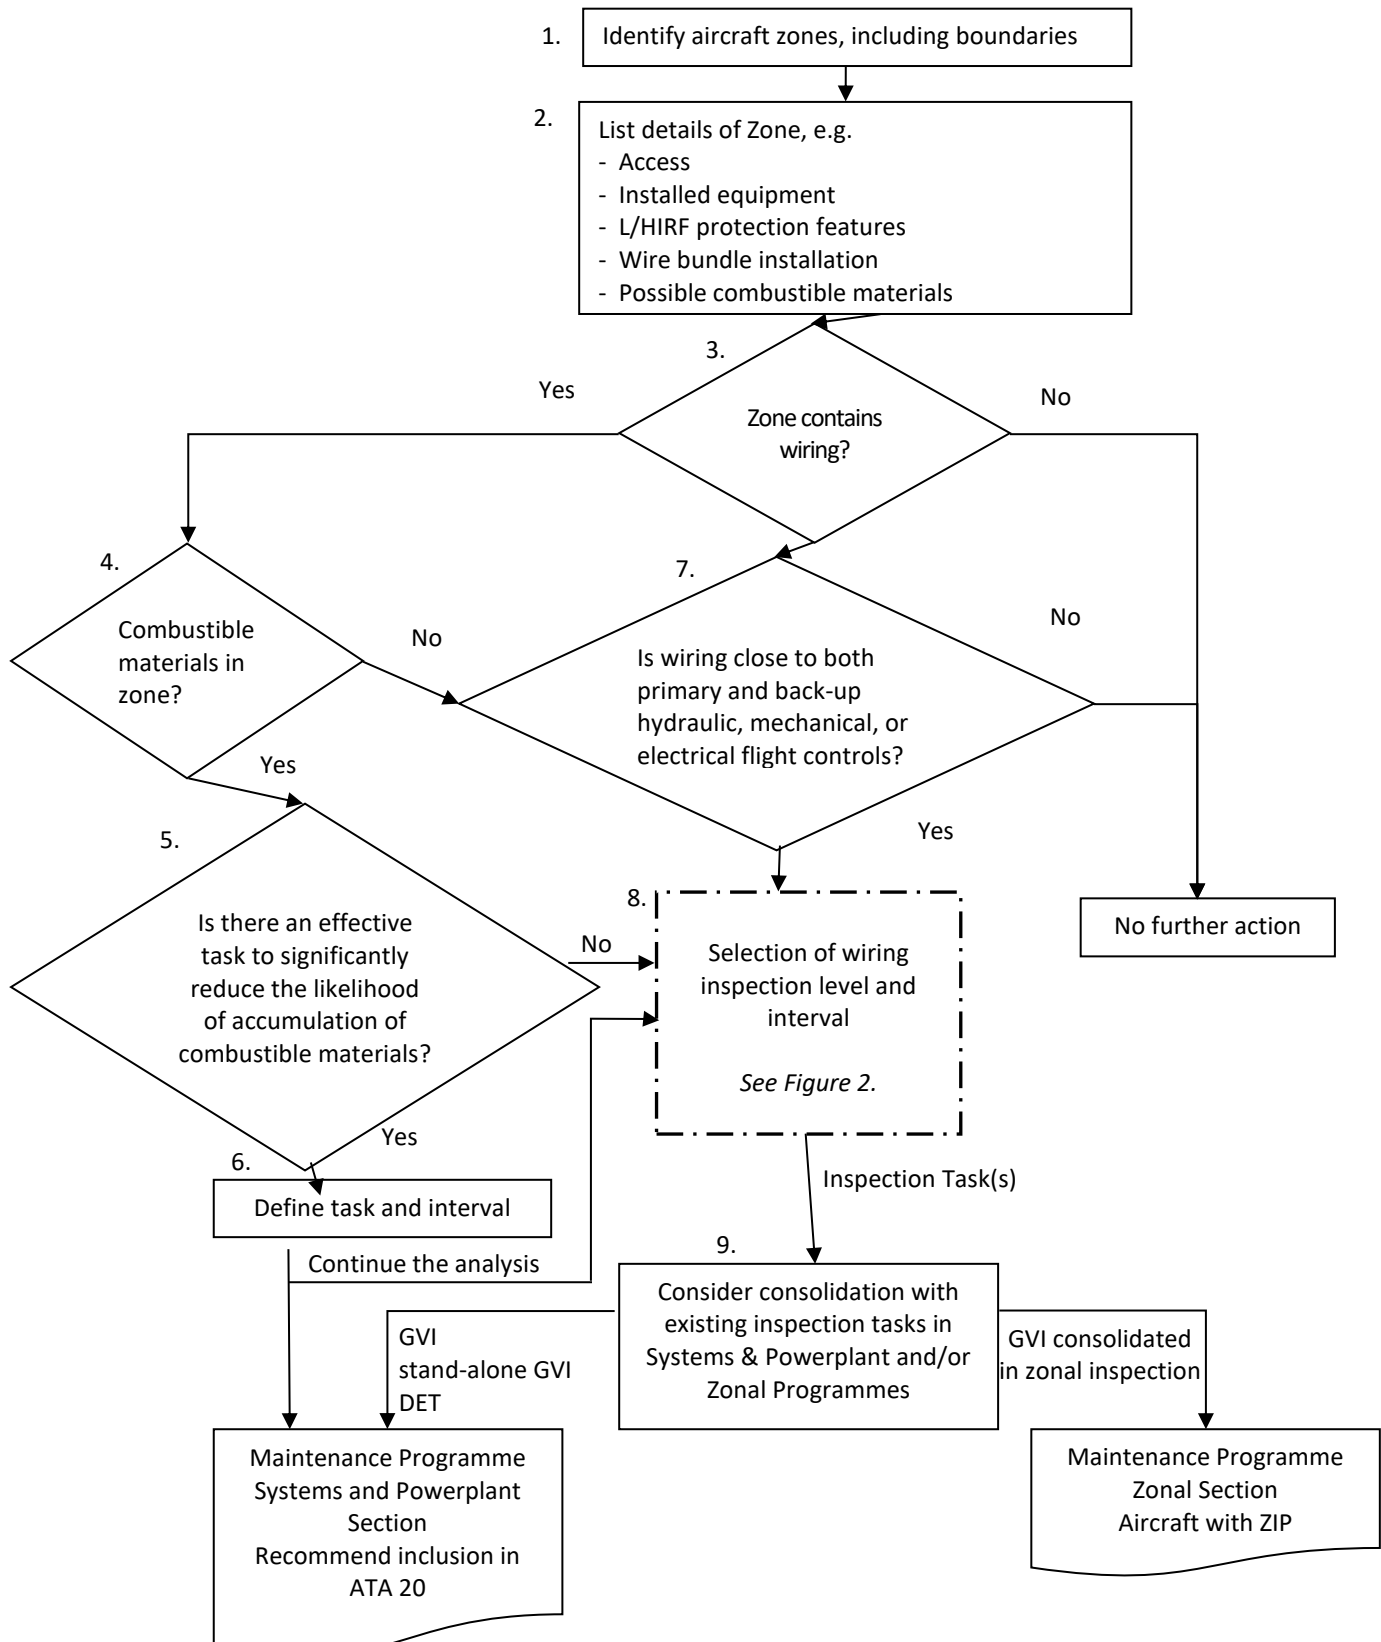 1.
Identify aircraft zones, including boundaries
2.
List details of Zone, e.g.
- Access
- Installed equipment
- L/HIRF protection features
- Wire bundle installation
- Possible combustible materials
3.
Yes
No
Zone contains
wiring?
4.
Combustible
materials in
zone?
No
7.
Is wiring close to both
primary and back-up
hydraulic, mechanical, or
electrical flight controls?
No
Yes
Yes
5.
Is there an effective
task to significantly
reduce the likelihood
of accumulation of
combustible materials?
No
8.
Selection of wiring
inspection level and
interval
See Figure 2.
No further action
Yes
6.
Define task and interval
Continue the analysis
Inspection Task(s)
9.
Consider consolidation with
existing inspection tasks in
Systems & Powerplant and/or
Zonal Programmes
GVI
stand-alone GVI
DET
GVI consolidated
in zonal inspection
Maintenance Programme
Systems and Powerplant
Section
Recommend inclusion in
ATA 20
Maintenance Programme
Zonal Section
Aircraft with ZIP